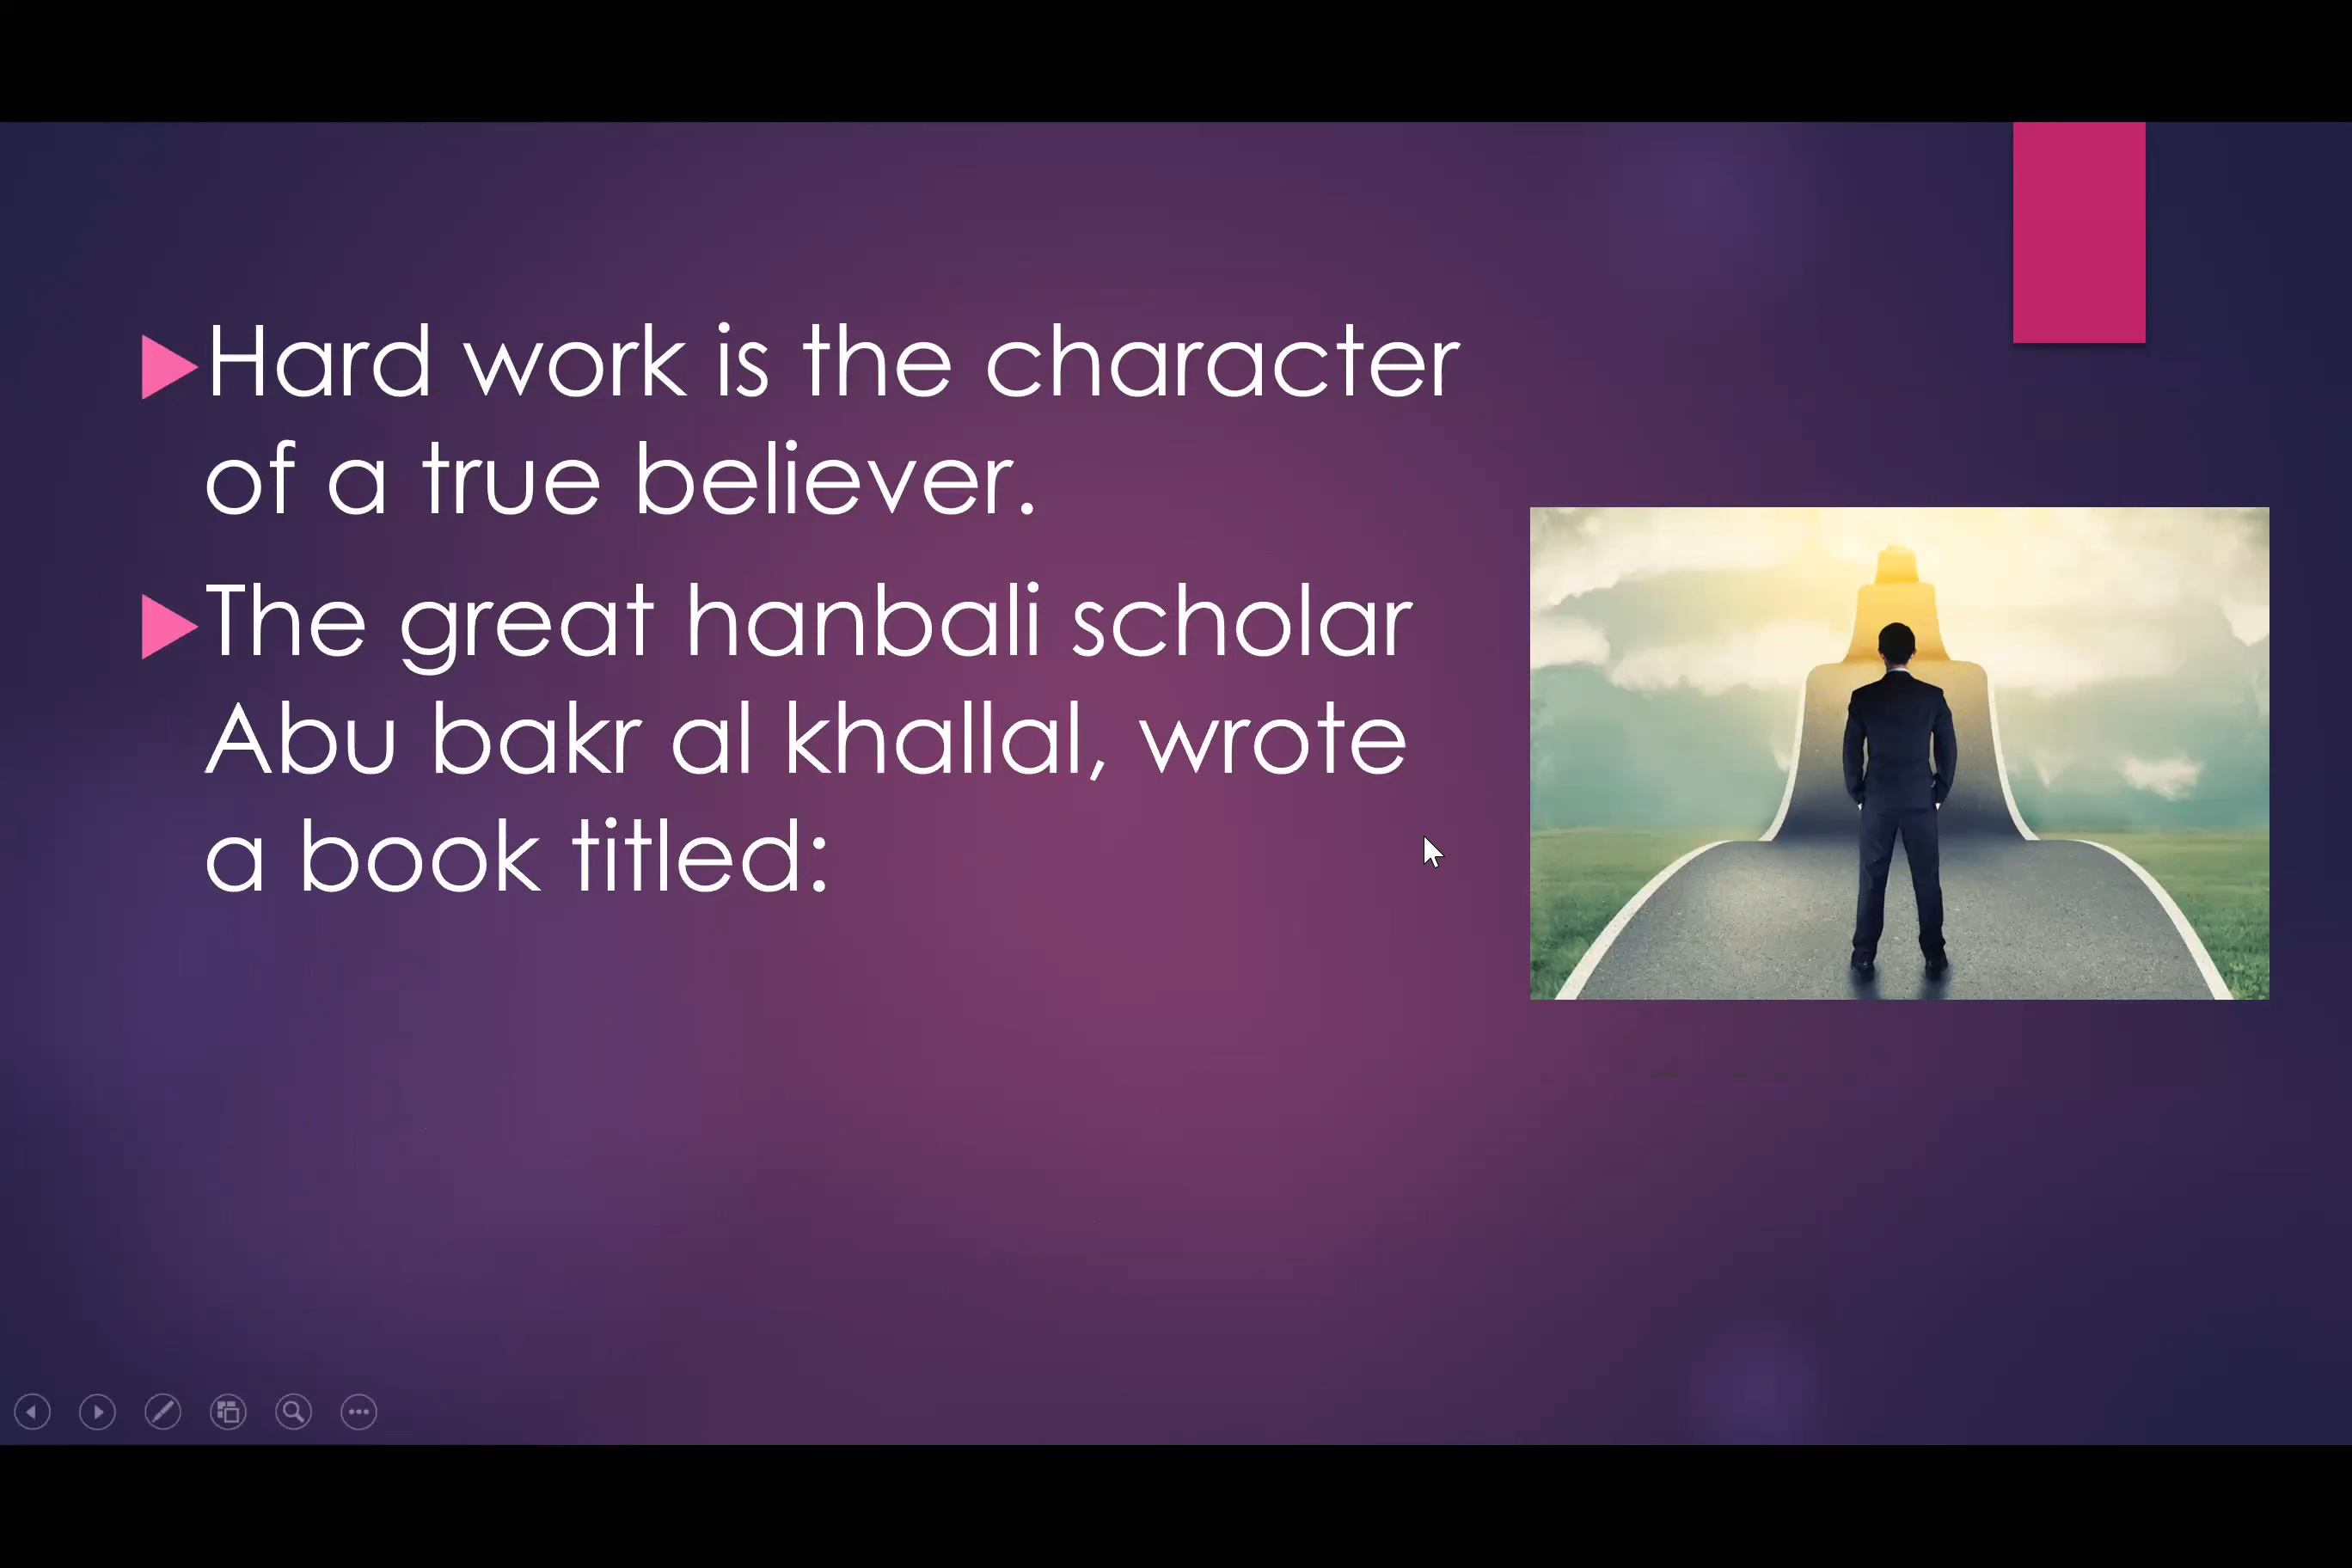 Hard work is the character
of a true believer.
The great hanbali scholar
Abu bakr al khallal, wrote
a book titled: